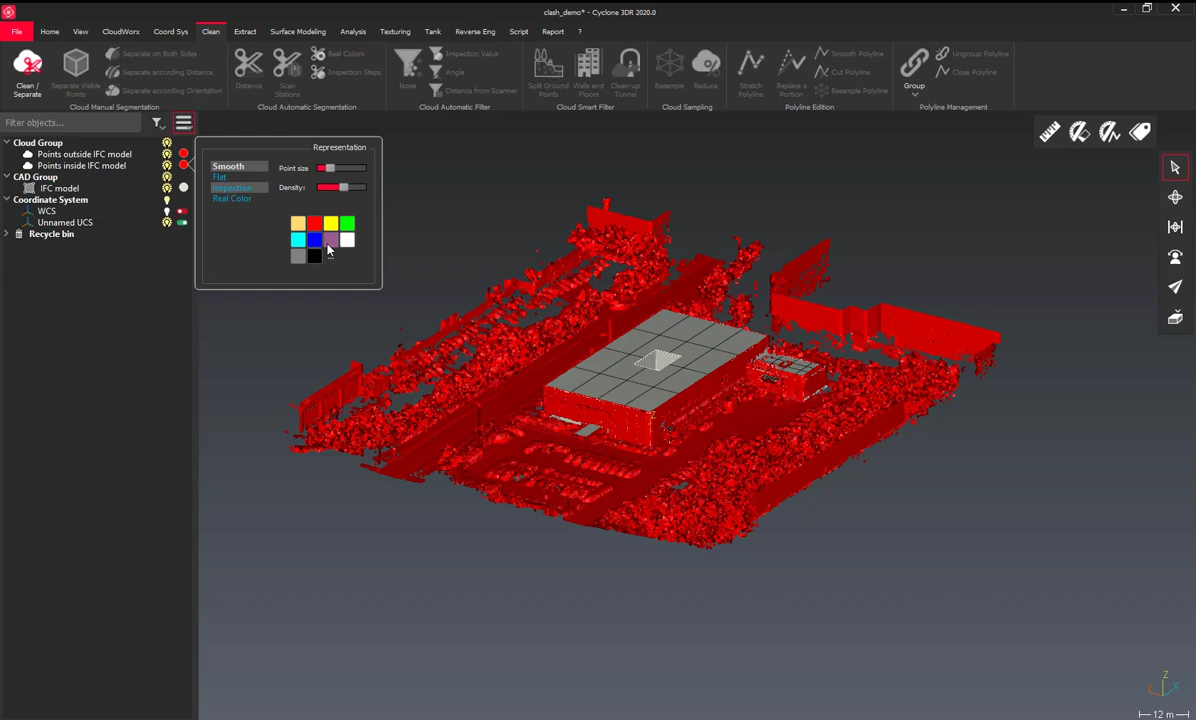 clash_demo* - Cyclone 3DR 2020.0
File Home View CloudWorx Coord Sys Clean Extract Surface Modeling Analysis Texturing Tank Reverse Eng Script Report ?
Clean / Separate
Separate Visible Points
Separate on Both Sides
Separate according Distance
Separate according Orientation
Cloud Manual Segmentation
Distance
Scan Stations
Real Colors
Inspection Steps
Cloud Automatic Segmentation
Noise
Inspection Value
Angle
Distance from Scanner
Cloud Automatic Filter
Split Ground Points
Walls and Floors
Clean-up Tunnel
Cloud Smart Filter
Resample
Reduce
Cloud Sampling
Stretch Polyline
Replace a Portion
Smooth Polyline
Cut Polyline
Resample Polyline
Polyline Edition
Group
Ungroup Polyline
Close Polyline
Polyline Management
Filter objects...
Cloud Group
Points outside IFC model
Points inside IFC model
CAD Group
IFC model
Coordinate System
WCS
Unnamed UCS
Recycle bin
Representation
Smooth
Flat
Inspection
Real Color
Point size
Density:
...
Z
Z
Y
X
12 m